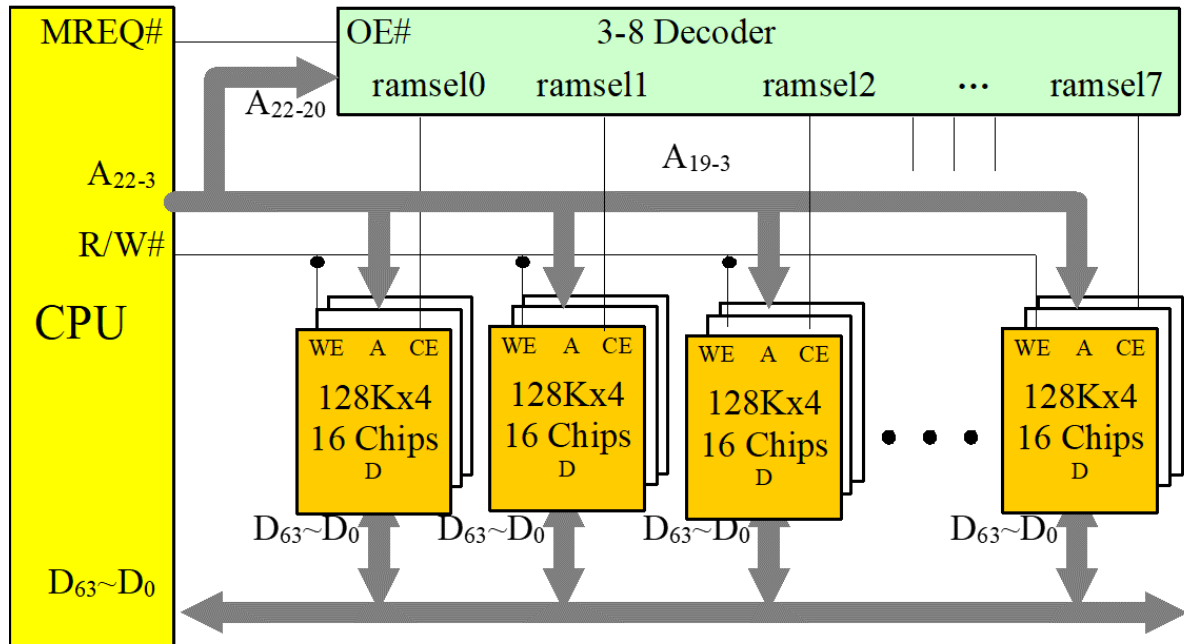 MREQ#
OE#
3-8 Decoder
ramsel0
ramsel1
ramsel2
...
ramsel7
A22-20
A22-3
A19-3
R/W#
CPU
WE A CE
128Kx4
16 Chips
D
WE A CE
128Kx4
16 Chips
D
WE A CE
128Kx4
16 Chips
D
WE A CE
128Kx4
16 Chips
D
D63~D0
D63~D0
D63~D0
D63~D0
D63~D0